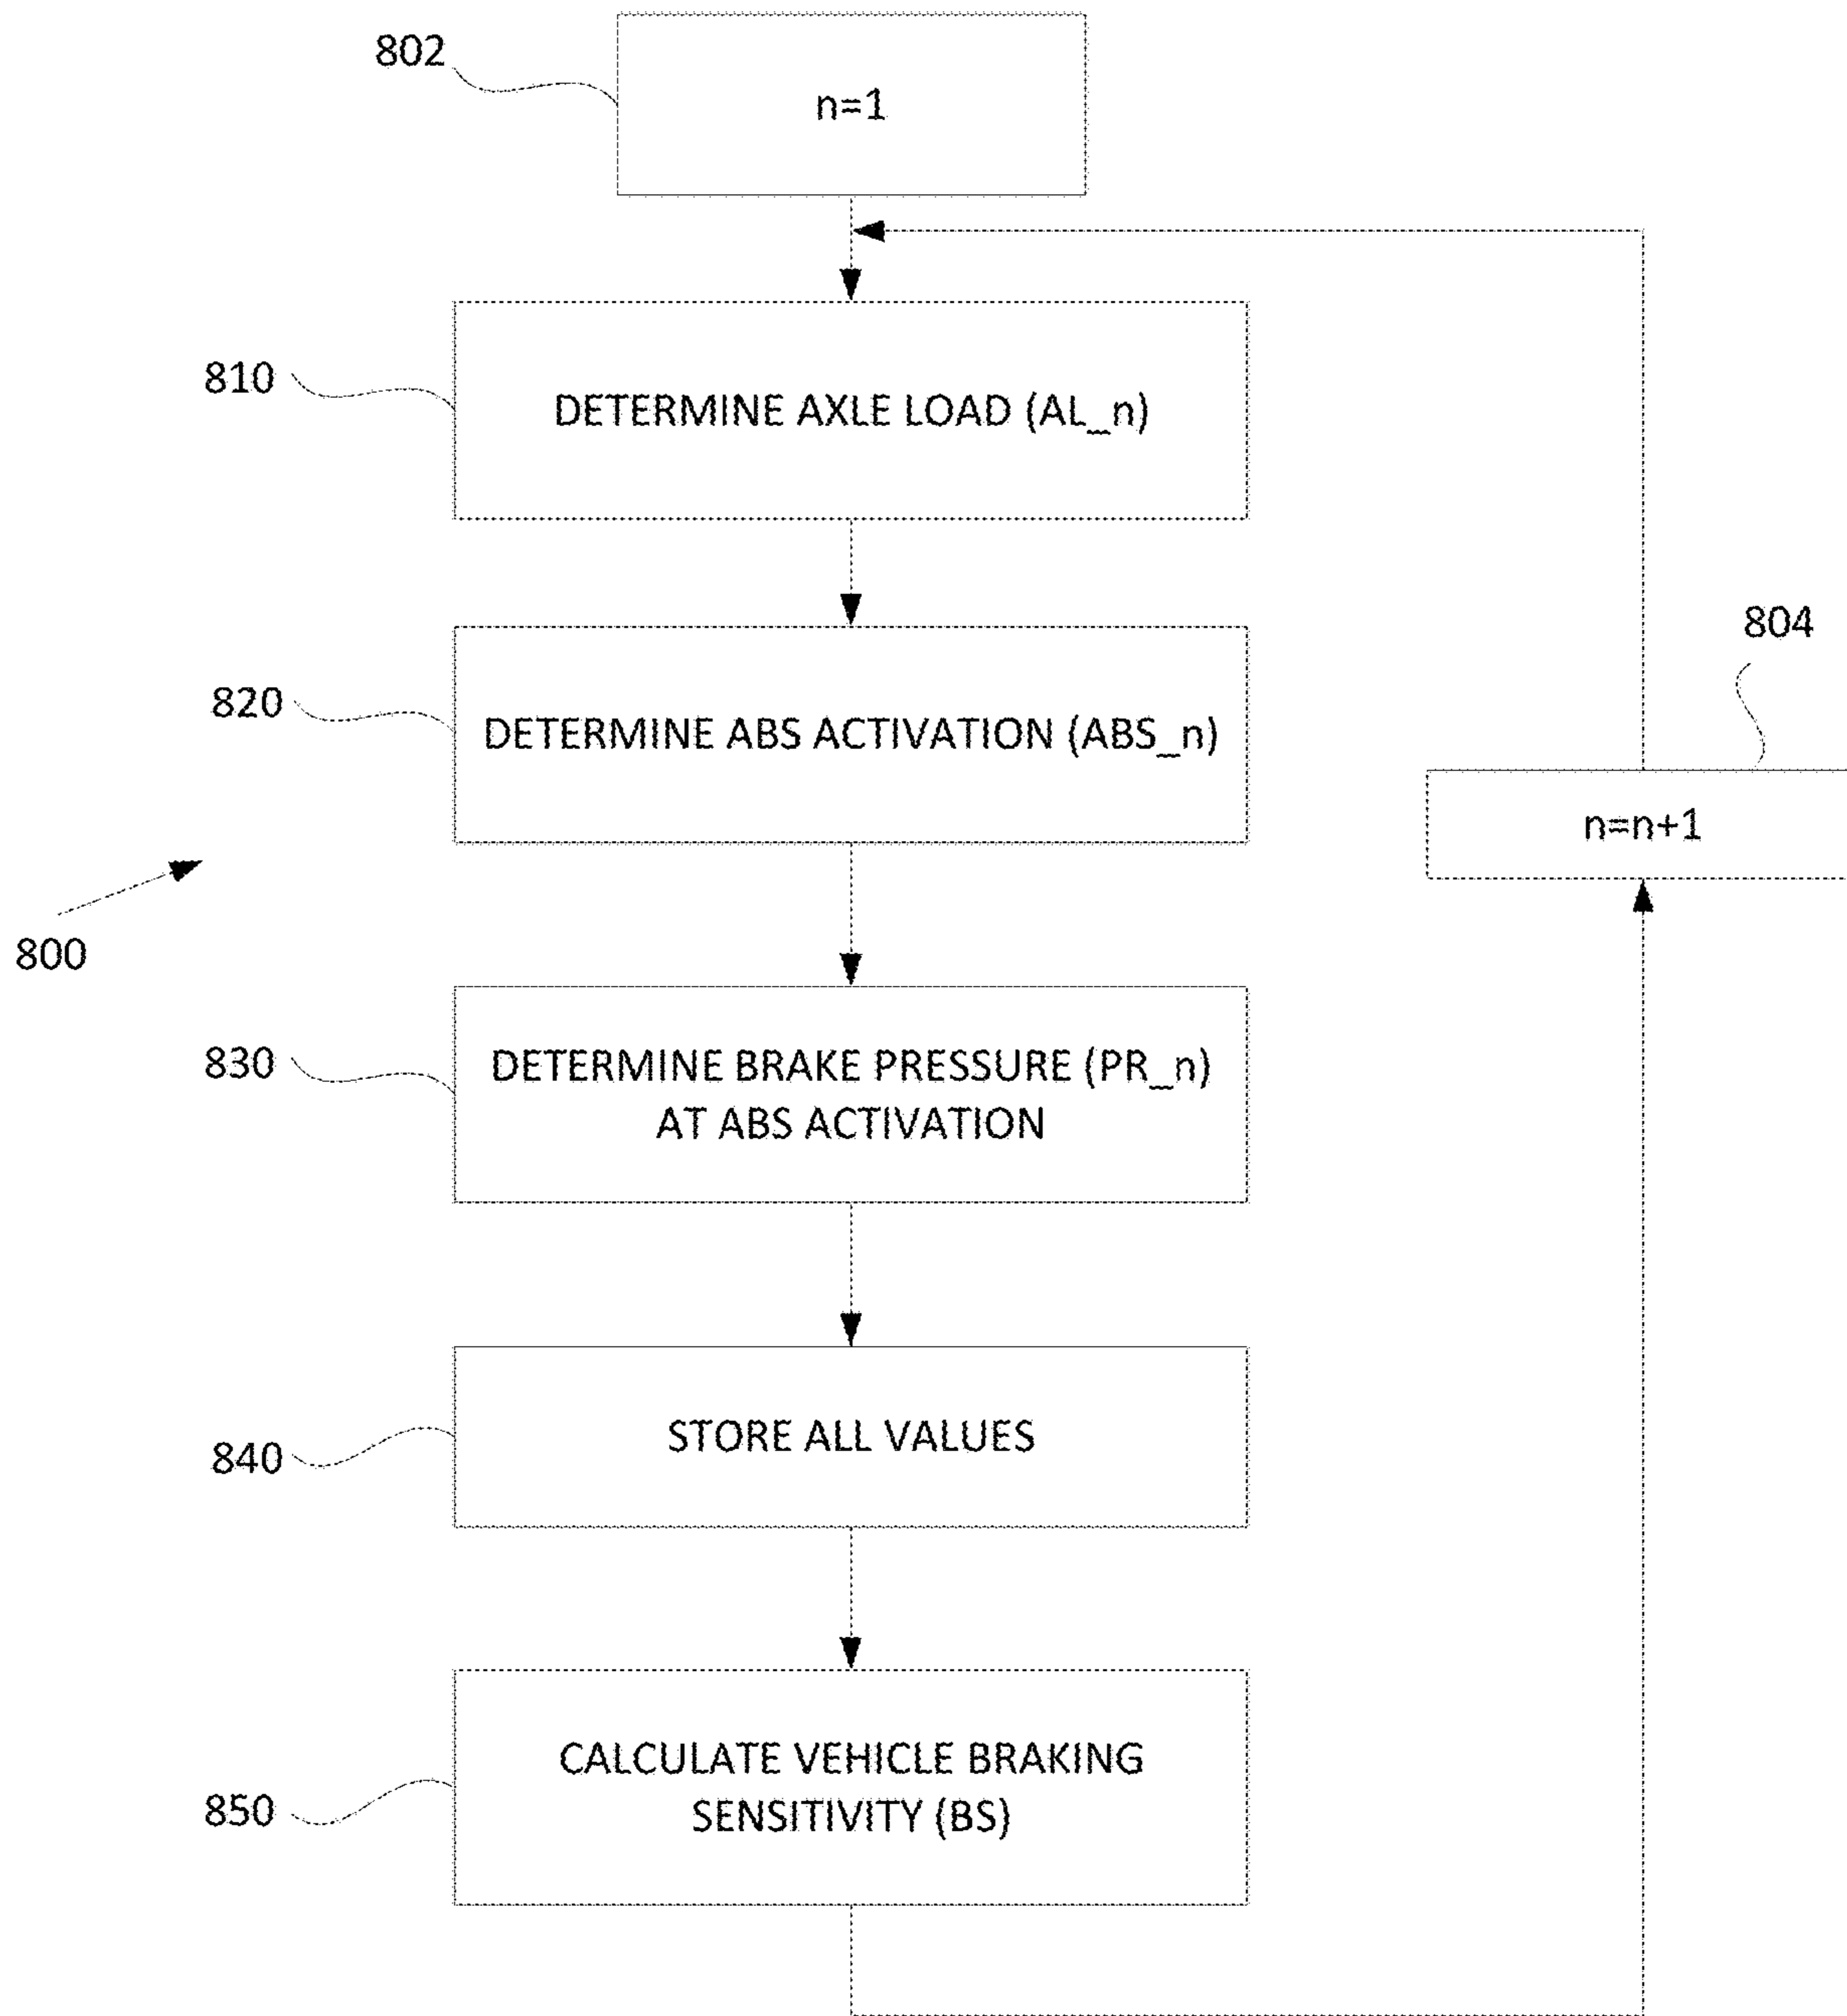 802
n=1
810
DETERMINE AXLE LOAD (AL_n)
804
820
DETERMINE ABS ACTIVATION (ABS_n)
n=n+1
800
830
DETERMINE BRAKE PRESSURE (PR_n)
AT ABS ACTIVATION
840
STORE ALL VALUES
850
CALCULATE VEHICLE BRAKING
SENSITIVITY (BS)